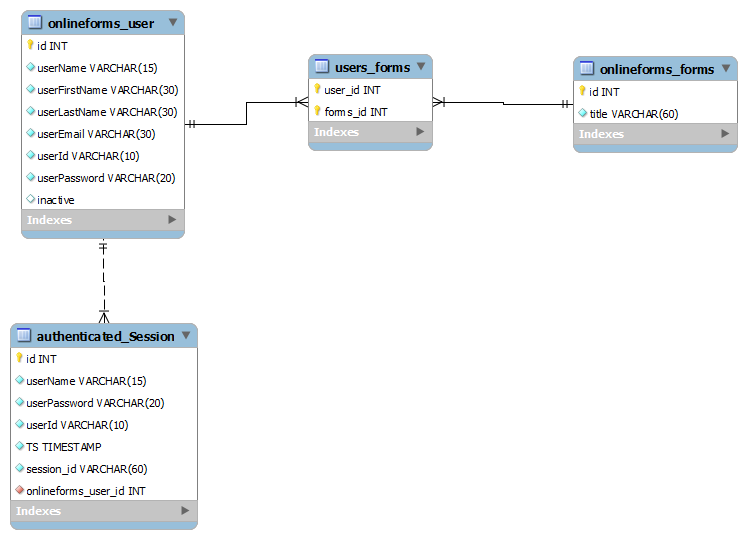 onlineforms_user
id INT
userName VARCHAR(15)
userFirstName VARCHAR(30)
userLastName VARCHAR(30)
userEmail VARCHAR(30)
userId VARCHAR(10)
userPassword VARCHAR(20)
inactive
Indexes
users_forms
user_id INT
forms_id INT
Indexes
onlineforms_forms
id INT
title VARCHAR(60)
Indexes
authenticated_Session
id INT
userName VARCHAR(15)
userPassword VARCHAR(20)
userId VARCHAR(10)
TS TIMESTAMP
session_id VARCHAR(60)
onlineforms_user_id INT
Indexes